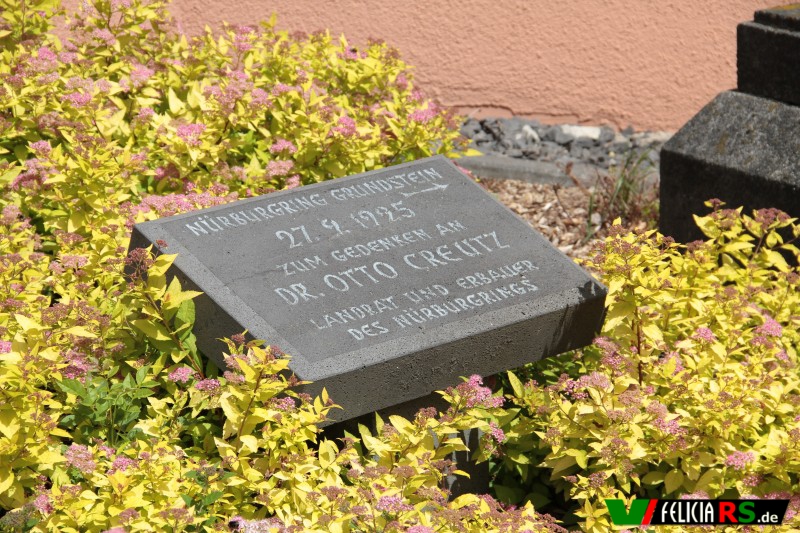 NÜRBURGRING GRUNDSTEIN
27. 9. 1925
ZUM GEDENKEN AN
DR. OTTO CREUTZ
LANDRAT UND ERBAUER
DES NÜRBURGRINGS
FELICIARS.de